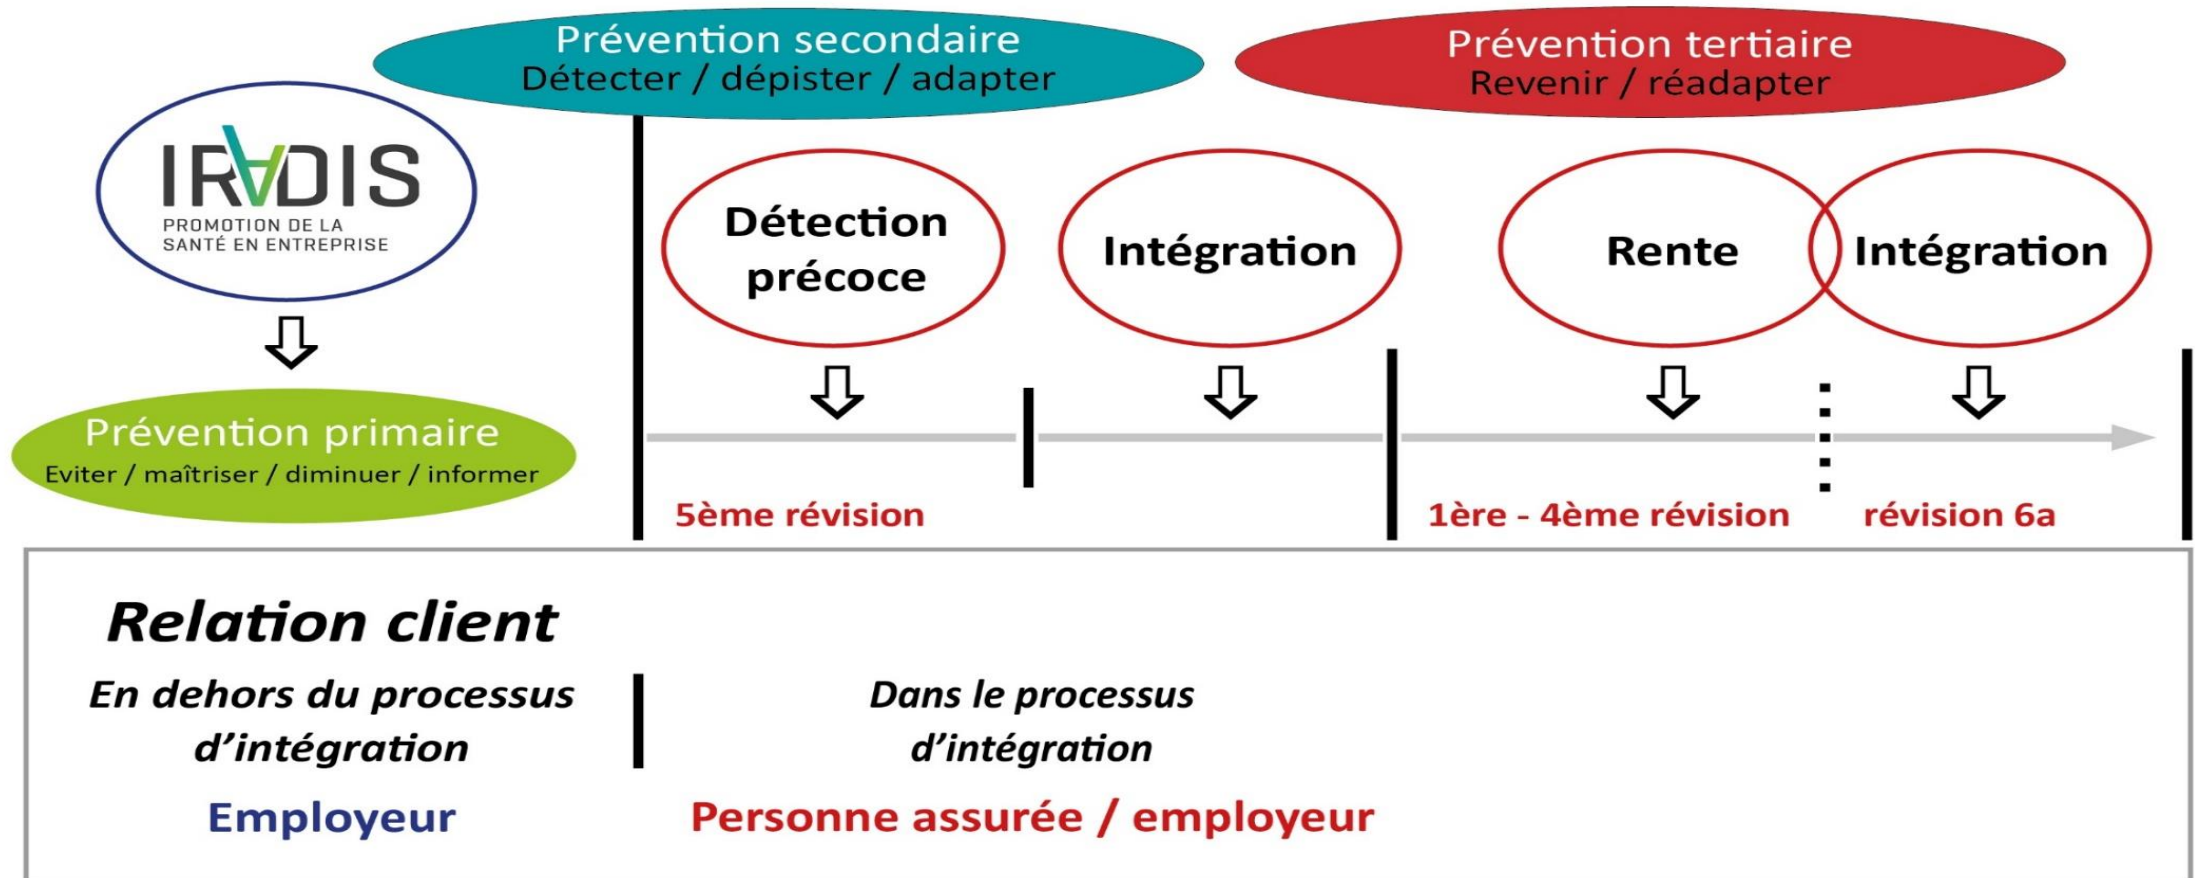 Prévention secondaire
Détecter / dépister / adapter
Prévention tertiaire
Revenir / réadapter
IRADIS
PROMOTION DE LA
SANTÉ EN ENTREPRISE
Détection
précoce
Intégration
Rente
Intégration
Prévention primaire
Eviter / maîtriser / diminuer / informer
5ème révision
1ère - 4ème révision
révision 6a
Relation client
En dehors du processus
d’intégration
Dans le processus
d’intégration
Employeur
Personne assurée / employeur